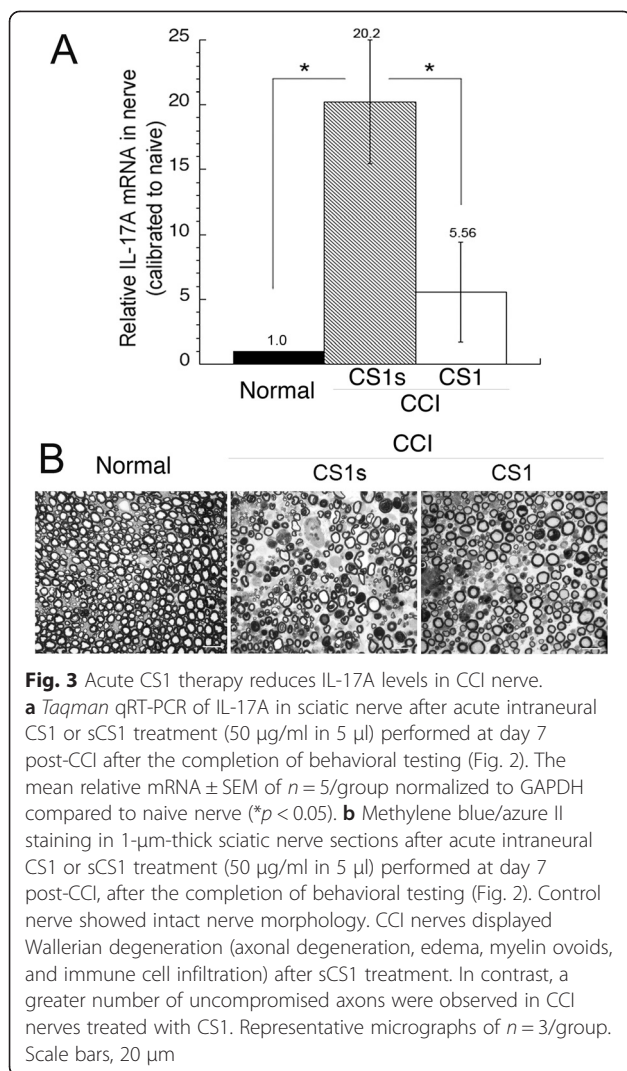 A
Relative IL-17A mRNA in nerve
(calibrated to naive)
25
20
15
10
5
0
20.2
*
*
5.56
1.0
Normal
CS1s
CS1
CCI
B
CCI
Normal
CS1s
CS1
Fig. 3 Acute CS1 therapy reduces IL-17A levels in CCI nerve.
a Taqman qRT-PCR of IL-17A in sciatic nerve after acute intraneural
CS1 or sCS1 treatment (50 μg/ml in 5 μl) performed at day 7
post-CCI after the completion of behavioral testing (Fig. 2). The
mean relative mRNA ± SEM of n = 5/group normalized to GAPDH
compared to naive nerve (*p < 0.05). b Methylene blue/azure II
staining in 1-μm-thick sciatic nerve sections after acute intraneural
CS1 or sCS1 treatment (50 μg/ml in 5 μl) performed at day 7
post-CCI, after the completion of behavioral testing (Fig. 2). Control
nerve showed intact nerve morphology. CCI nerves displayed
Wallerian degeneration (axonal degeneration, edema, myelin ovoids,
and immune cell infiltration) after sCS1 treatment. In contrast, a
greater number of uncompromised axons were observed in CCI
nerves treated with CS1. Representative micrographs of n = 3/group.
Scale bars, 20 μm